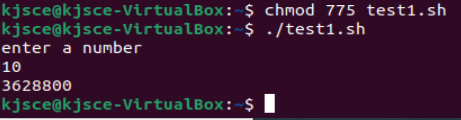 kjsce@kjsce-VirtualBox:~$ chmod 775 test1.sh
kjsce@kjsce-VirtualBox:~$ ./test1.sh
enter a number
10
3628800
kjsce@kjsce-VirtualBox:~$